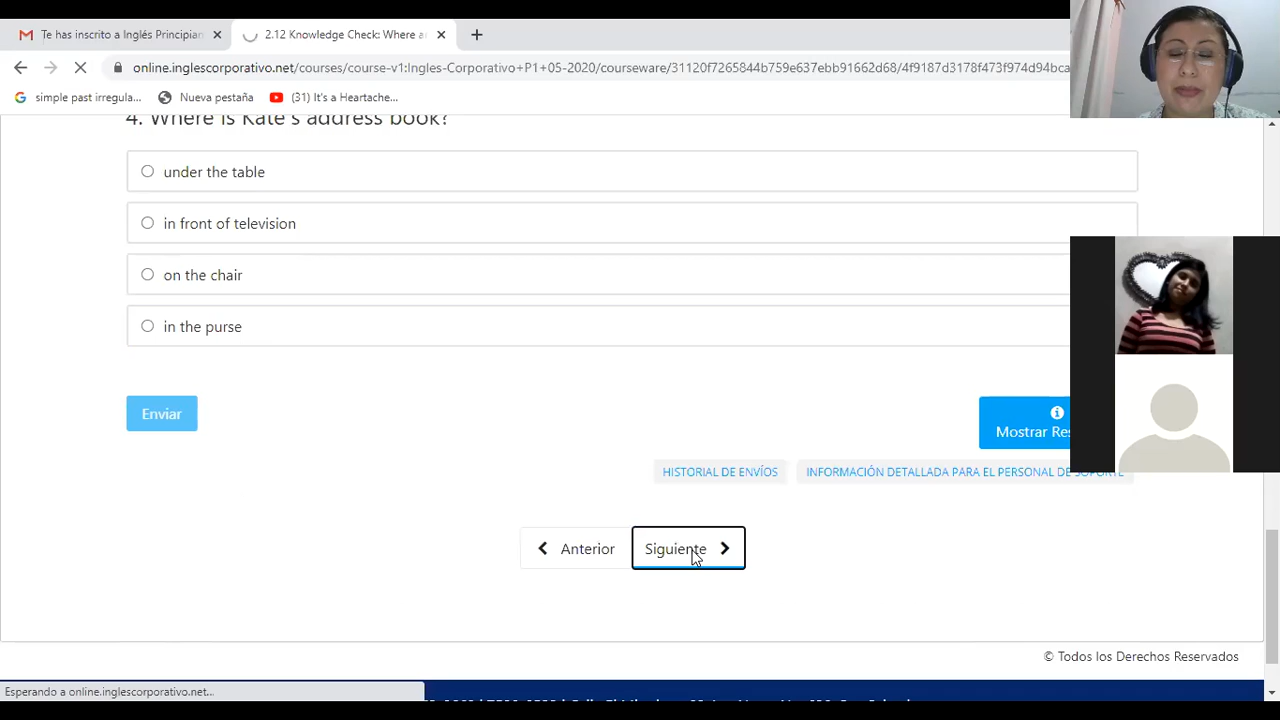 Te has inscrito a Inglés Principian
2.12 Knowledge Check: Where a
online.inglescorporativo.net/courses/course-v1:Ingles-Corporativo+P1+05-2020/courseware/31120f7265844b759e637ebb91662d68/4f9187d3178f473f974d94bca
simple past irregula...
Nueva pestaña
(31) It's a Heartache...
4. Where is Kate's address book?
under the table
in front of television
on the chair
in the purse
Enviar
Mostrar Res
HISTORIAL DE ENVÍOS
INFORMACIÓN DETALLADA PARA EL PERSONAL DE SOPORTE
Anterior
Siguiente
© Todos los Derechos Reservados
Esperando a online.inglescorporativo.net...